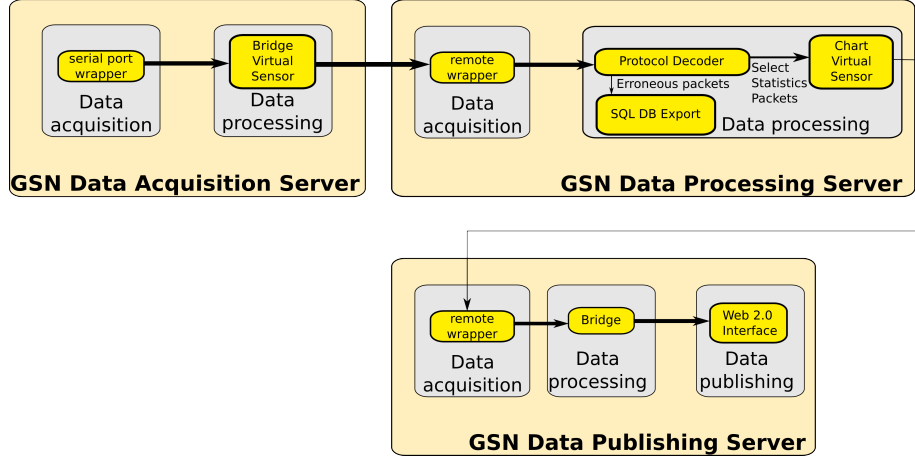 serial port
wrapper
Data
acquisition
Bridge
Virtual
Sensor
Data
processing
GSN Data Acquisition Server
remote
wrapper
Data
acquisition
Protocol Decoder
Erroneous packets
SQL DB Export
Select
Statistics
Packets
Chart
Virtual
Sensor
Data processing
GSN Data Processing Server
remote
wrapper
Data
acquisition
Bridge
Data
processing
Web 2.0
Interface
Data
publishing
GSN Data Publishing Server